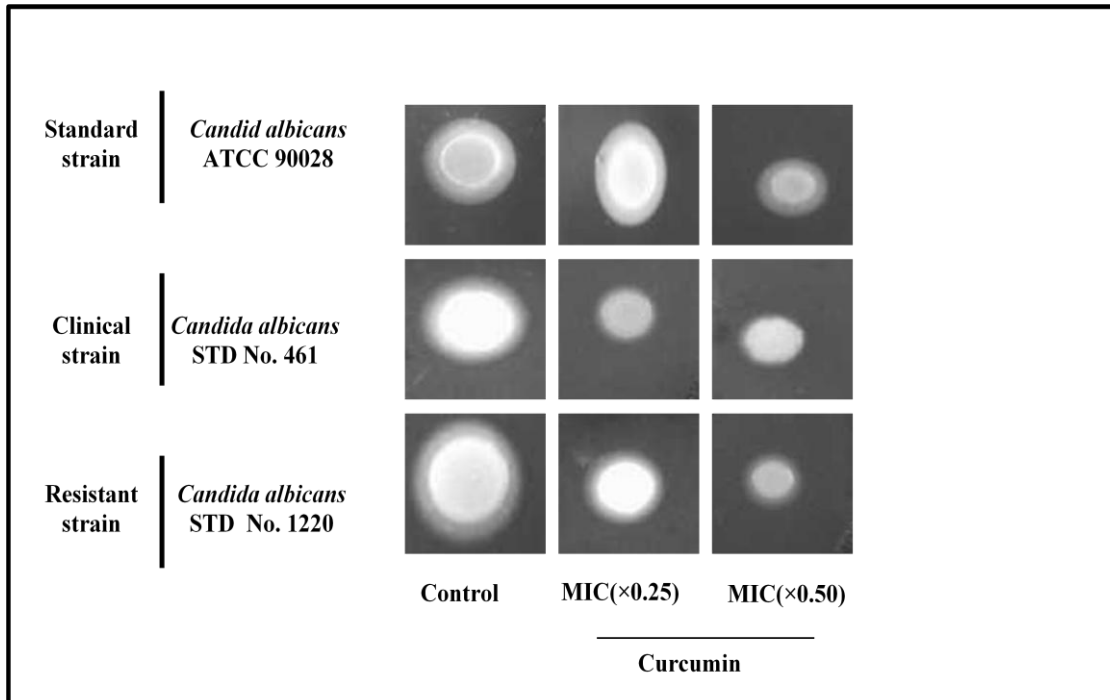 Standard
strain
Candid albicans
ATCC 90028
Clinical
strain
Candida albicans
STD No. 461
Resistant
strain
Candida albicans
STD No. 1220
Control
MIC(×0.25)
MIC(×0.50)
Curcumin